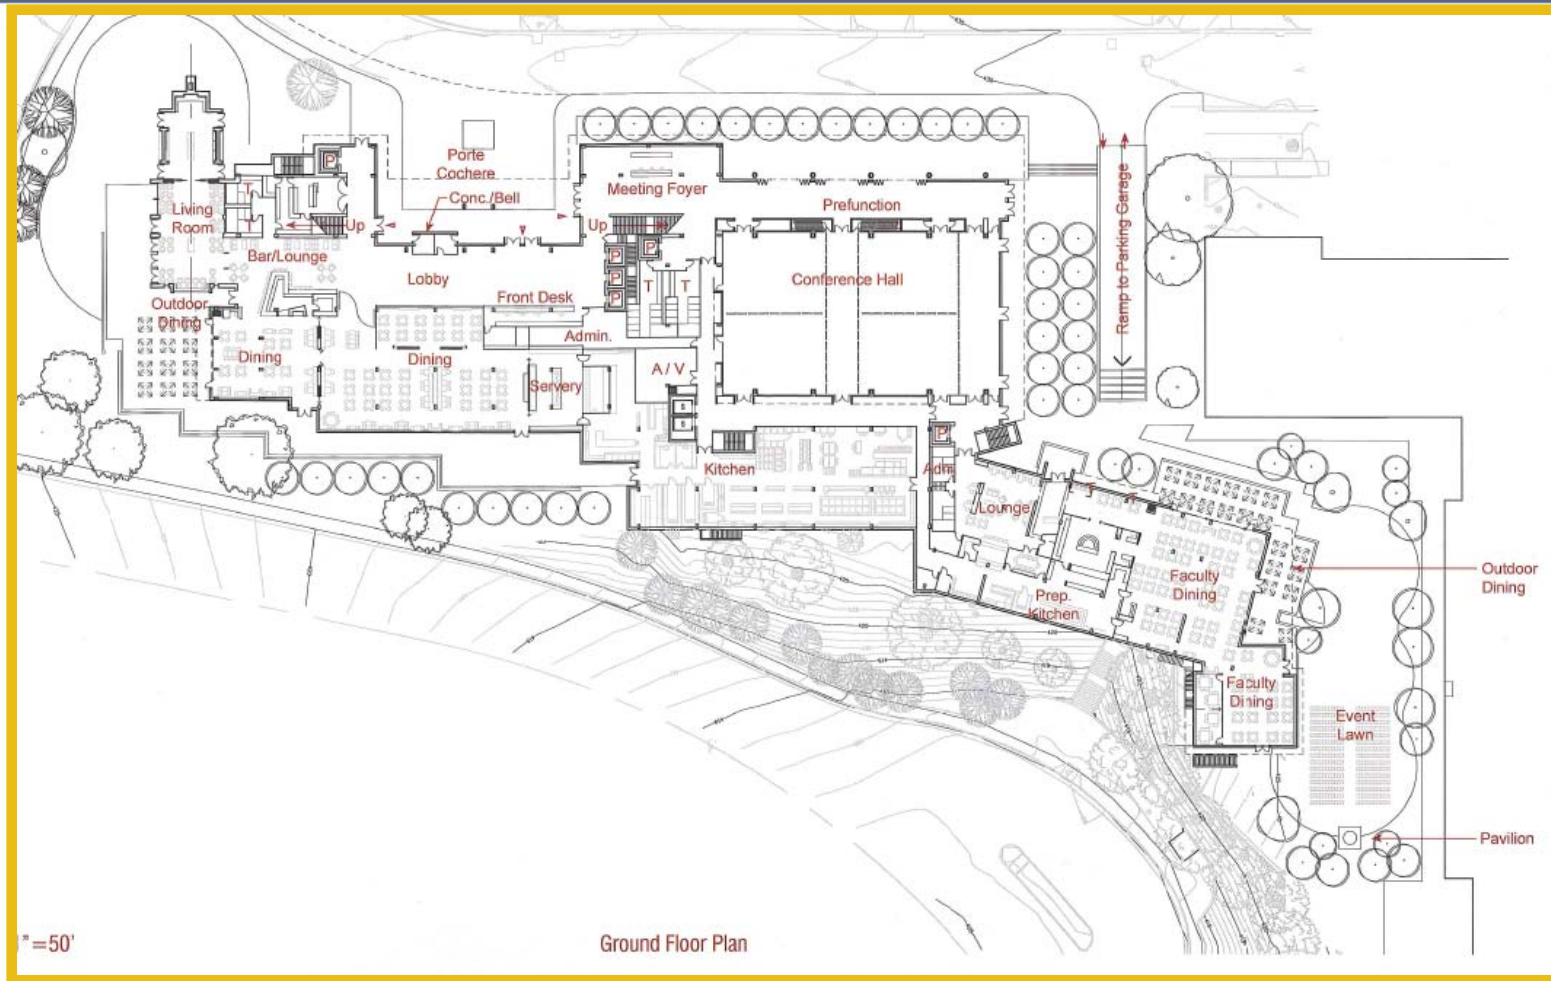 Porte
Cochere
Conc./Bell
Meeting Foyer
Prefunction
Ramp to Parking Garage
P
T
T
Living
Room
Up
Up
Bar/Lounge
Lobby
P
P
P
P
T T
Conference Hall
Front Desk
Outdoor
Dining
Admin.
Dining
Dining
Servery
A / V
Kitchen
P
Adm.
Lounge
T
T
Faculty
Dining
Prep.
Kitchen
Outdoor
Dining
Faculty
Dining
Event
Lawn
Pavilion
"=50'
Ground Floor Plan